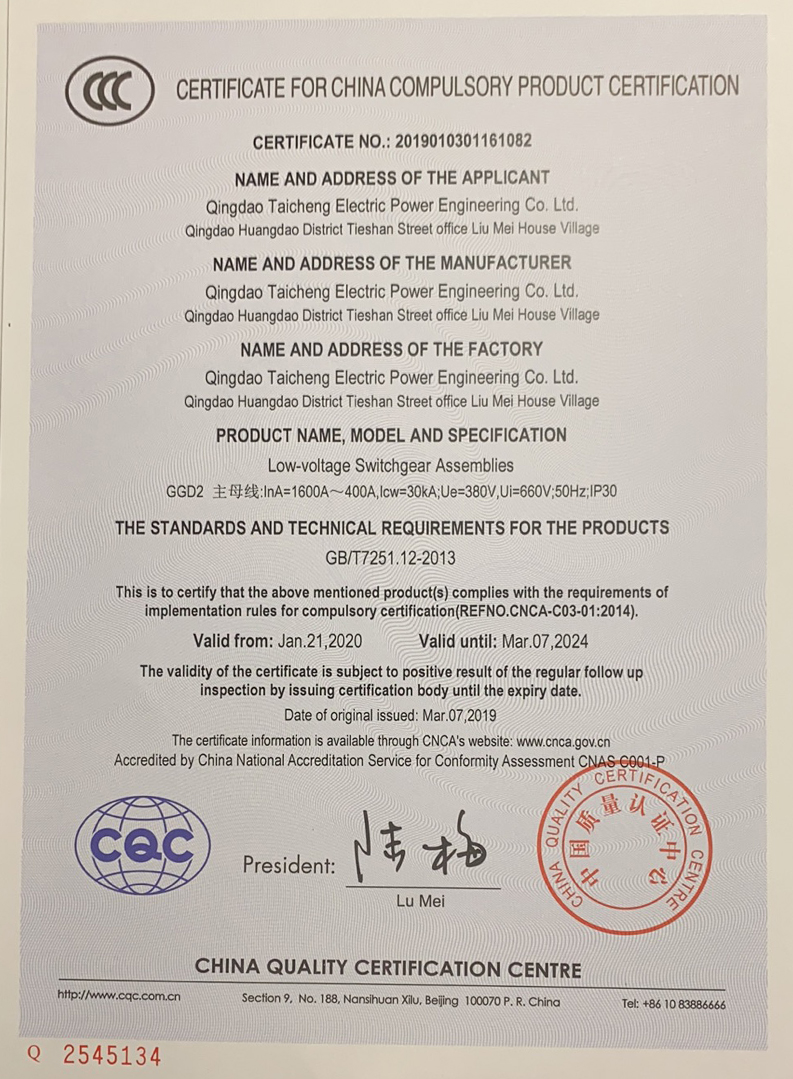 CCC CERTIFICATE FOR CHINA COMPULSORY PRODUCT CERTIFICATION
CERTIFICATE NO.: 2019010301161082
NAME AND ADDRESS OF THE APPLICANT
Qingdao Taicheng Electric Power Engineering Co. Ltd.
Qingdao Huangdao District Tieshan Street office Liu Mei House Village
NAME AND ADDRESS OF THE MANUFACTURER
Qingdao Taicheng Electric Power Engineering Co. Ltd.
Qingdao Huangdao District Tieshan Street office Liu Mei House Village
NAME AND ADDRESS OF THE FACTORY
Qingdao Taicheng Electric Power Engineering Co. Ltd.
Qingdao Huangdao District Tieshan Street office Liu Mei House Village
PRODUCT NAME, MODEL AND SPECIFICATION
Low-voltage Switchgear Assemblies
GGD2 主母线:InA=1600A~400A,Icw=30kA;Ue=380V,Ui=660V;50Hz;IP30
THE STANDARDS AND TECHNICAL REQUIREMENTS FOR THE PRODUCTS
GB/T7251.12-2013
This is to certify that the above mentioned product(s) complies with the requirements of
implementation rules for compulsory certification(REFNO.CNCA-C03-01:2014).
Valid from: Jan.21,2020 Valid until: Mar.07,2024
The validity of the certificate is subject to positive result of the regular follow up
inspection by issuing certification body until the expiry date.
Date of original issued: Mar.07,2019
The certificate information is available through CNCA's website: www.cnca.gov.cn
Accredited by China National Accreditation Service for Conformity Assessment CNAS C001-P
CHINA QUALITY CERTIFICATION CENTRE
中国质量认证中心
CQC
President: 陆梅
Lu Mei
CHINA QUALITY CERTIFICATION CENTRE
http://www.cqc.com.cn Section 9, No. 188, Nansihuan Xilu, Beijing 100070 P. R. China Tel: +86 10 83886666
Q 2545134